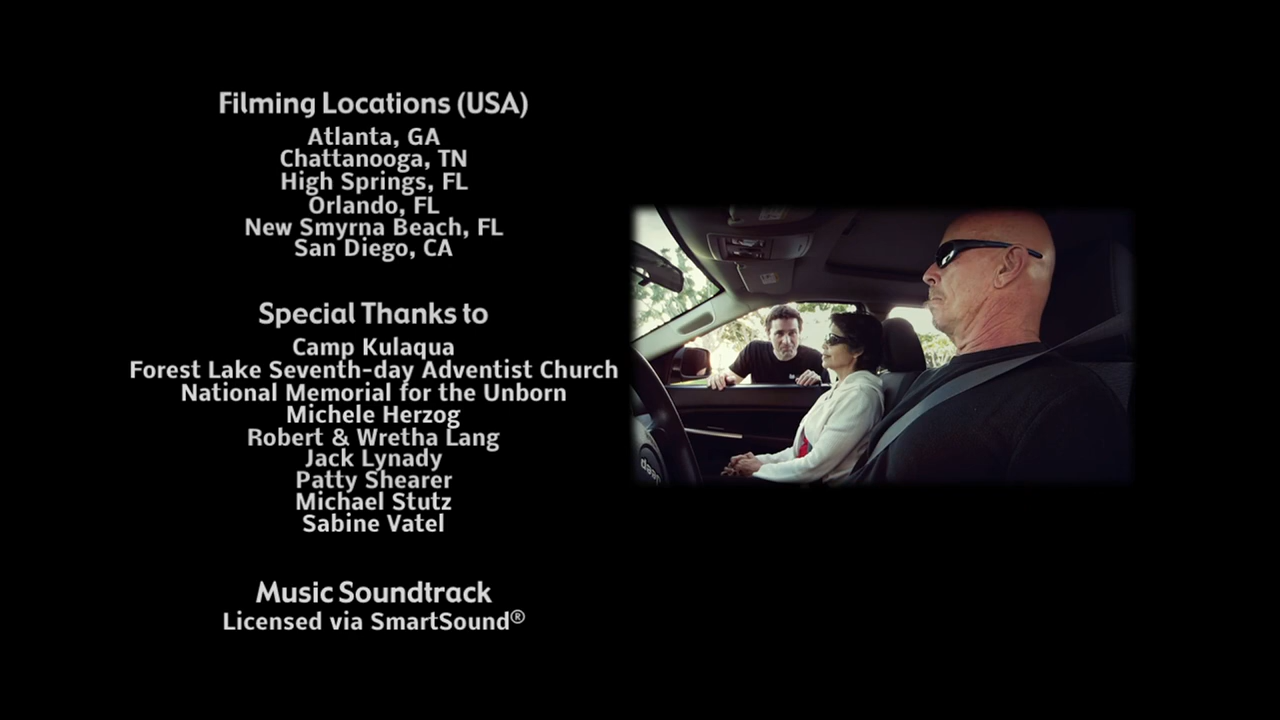 Filming Locations (USA)
Atlanta, GA
Chattanooga, TN
High Springs, FL
Orlando, FL
New Smyrna Beach, FL
San Diego, CA
Special Thanks to
Camp Kulaqua
Forest Lake Seventh-day Adventist Church
National Memorial for the Unborn
Michele Herzog
Robert & Wretha Lang
Jack Lynady
Patty Shearer
Michael Stutz
Sabine Vatel
Music Soundtrack
Licensed via SmartSound®
Jeep